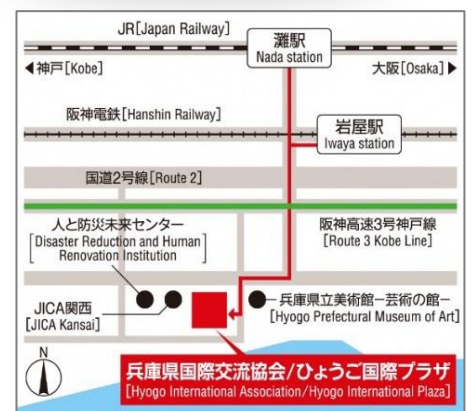 JR[Japan Railway]
灘駅
Nada station
◀神戸[Kobe]
大阪[Osaka]▶
阪神電鉄[Hanshin Railway]
岩屋駅
Iwaya station
国道2号線[Route 2]
人と防災未来センター
[Disaster Reduction and Human
Renovation Institution]
阪神高速3号神戸線
[Route 3 Kobe Line]
JICA関西
[JICA Kansai]
兵庫県立美術館−芸術の館−
[Hyogo Prefectural Museum of Art]
N
兵庫県国際交流協会/ひょうご国際プラザ
[Hyogo International Association/Hyogo International Plaza]